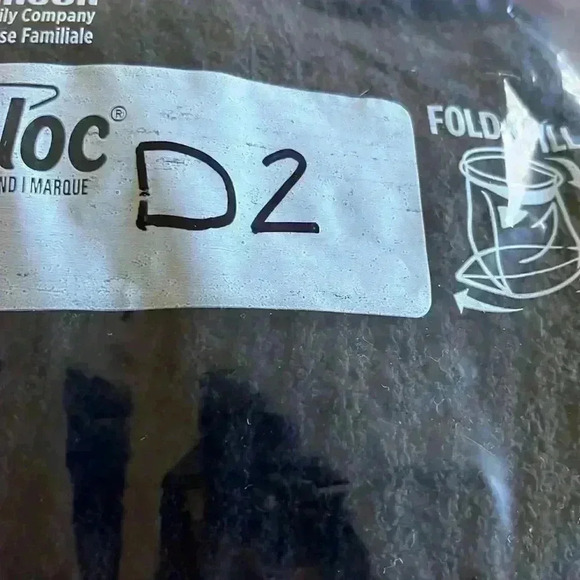 ily Company
se Familiale
loc®
ND | MARQUE
D2
FOLD